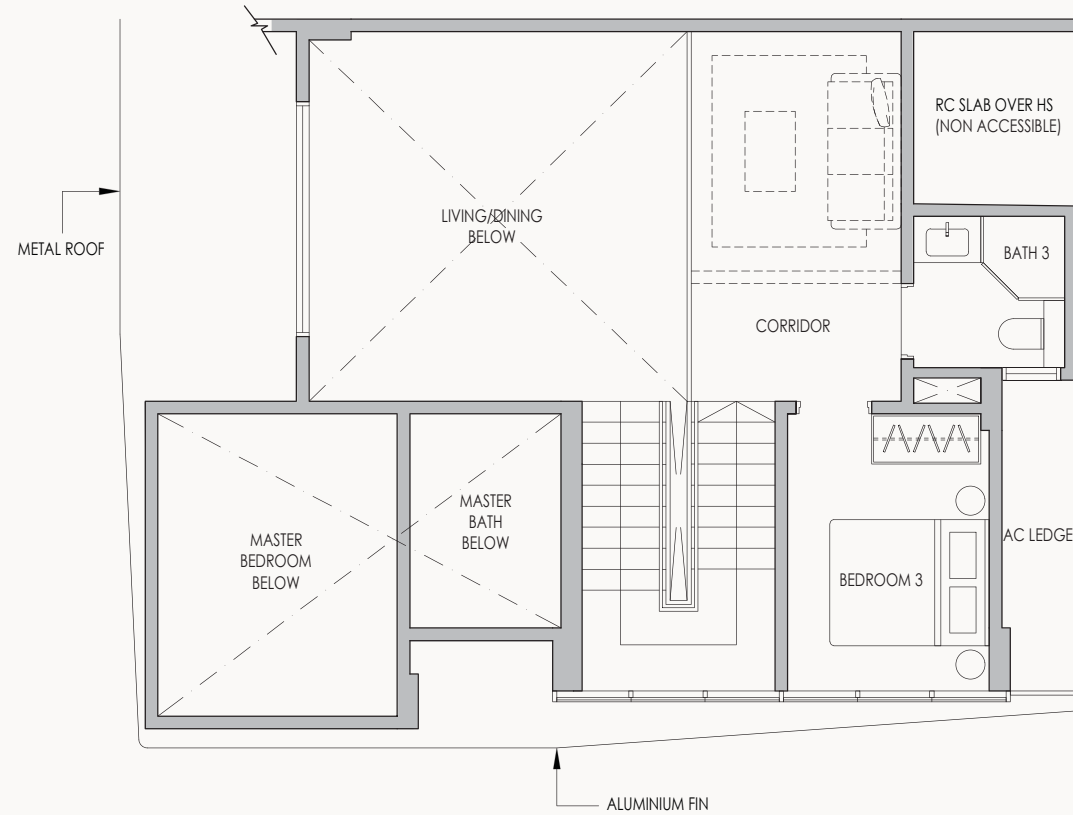 RC SLAB OVER HS
(NON ACCESSIBLE)
LIVING/DINING
BELOW
METAL ROOF
BATH 3
CORRIDOR
MASTER
BATH
BELOW
MASTER
BEDROOM
BELOW
AC LEDGE
BEDROOM 3
ALUMINIUM FIN